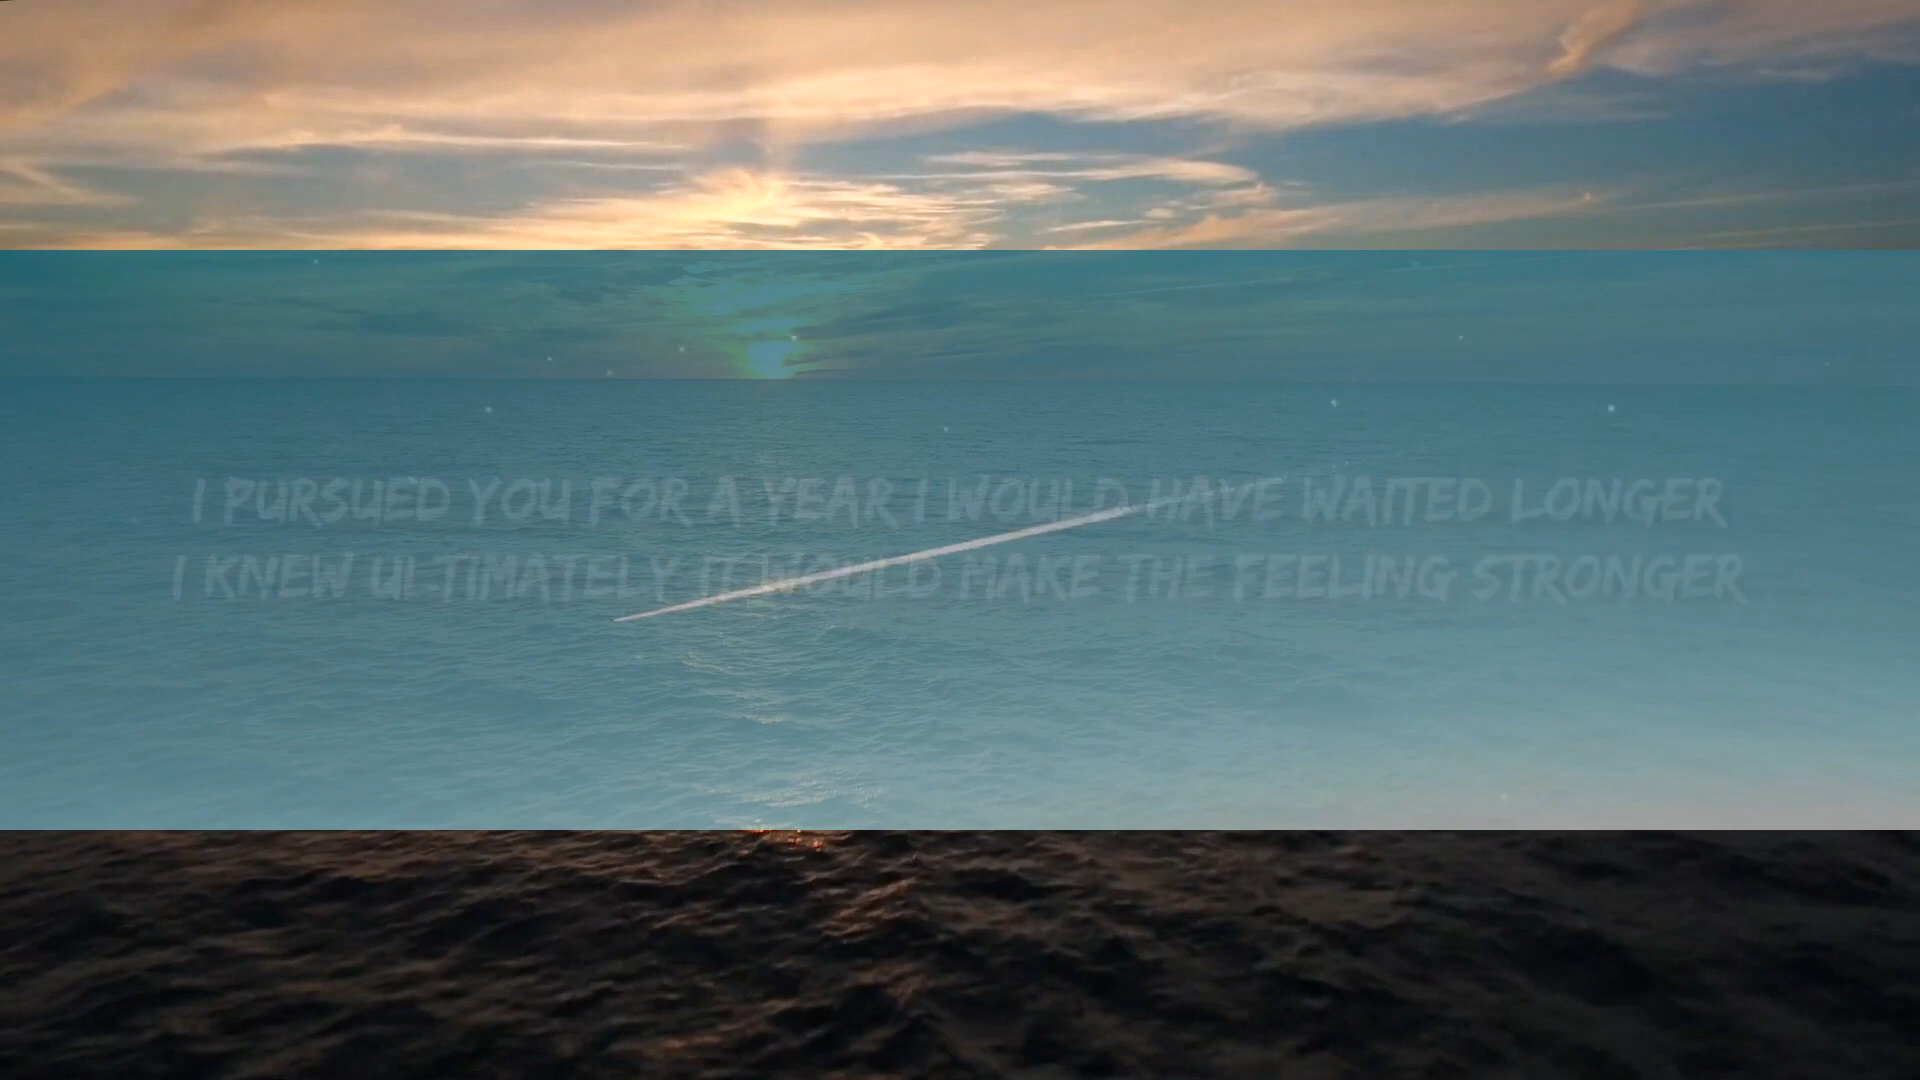 I PURSUED YOU FOR A YEAR I WOULD HAVE WAITED LONGER
I KNEW ULTIMATELY IT WOULD MAKE THE FEELING STRONGER